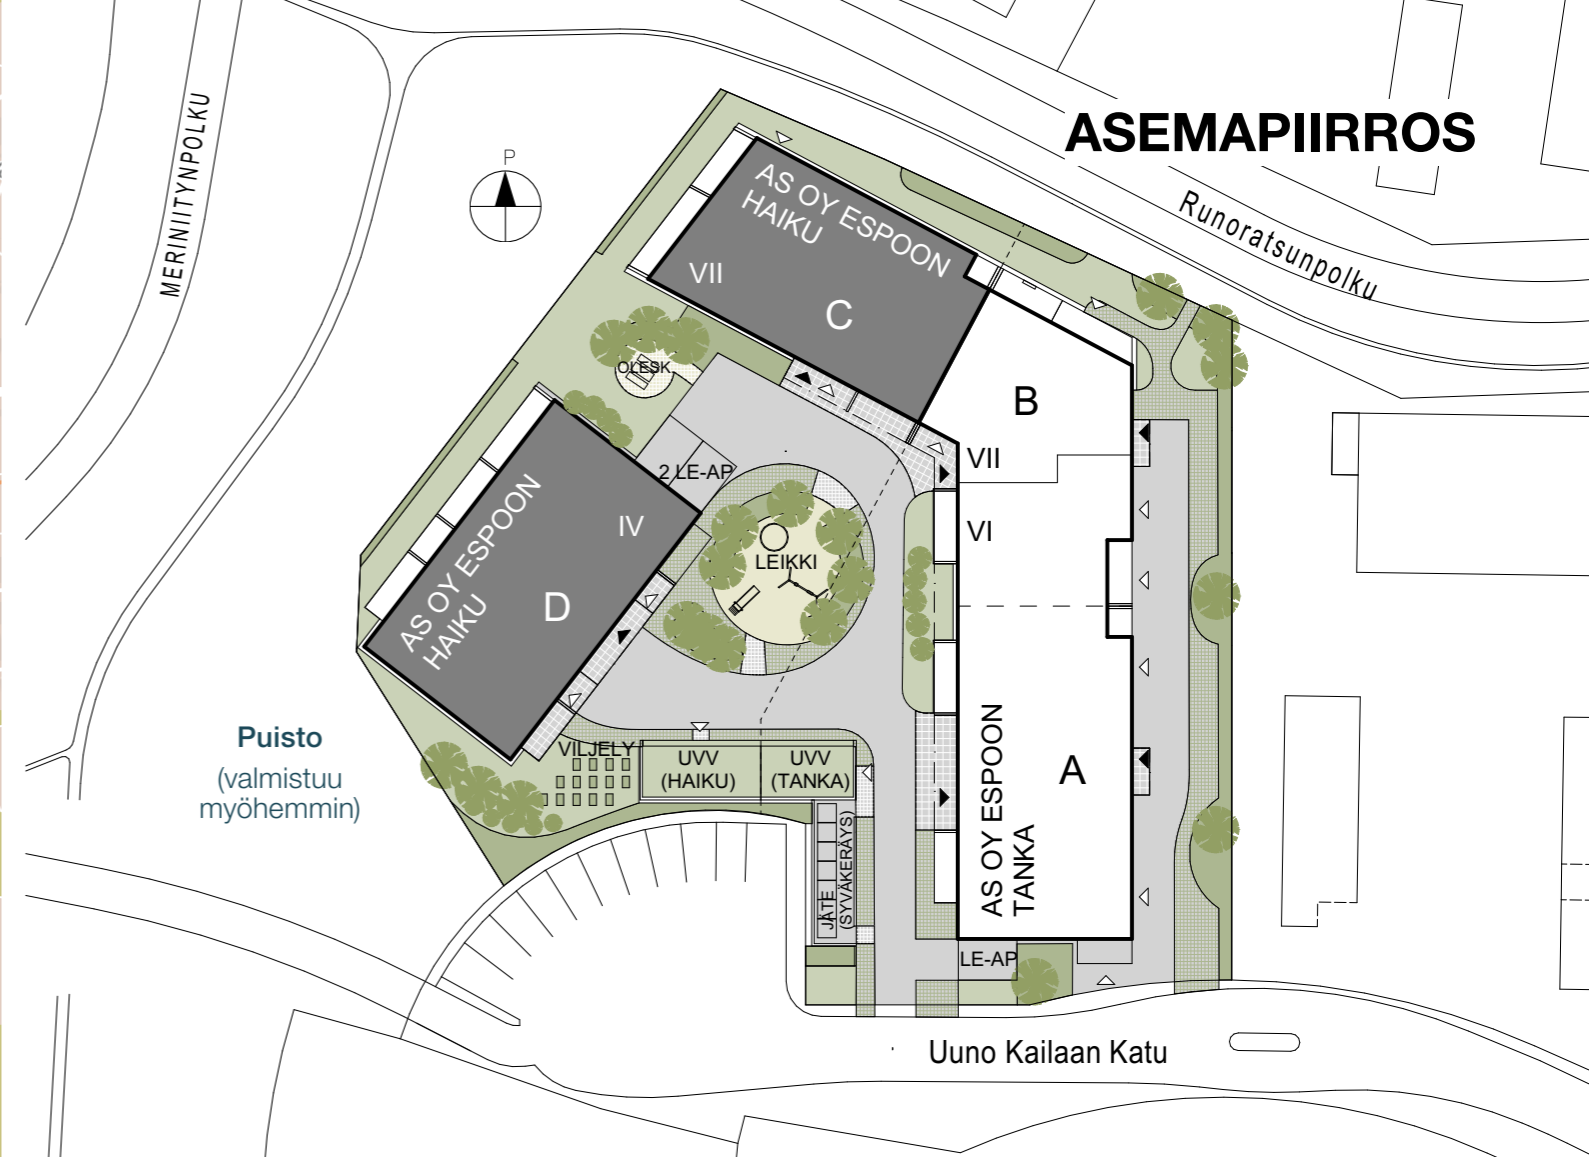 ASEMAPIIRROS
P
MERINIITYNPOLKU
Runoratsunpolku
AS OY ESPOON
HAIKU
VII
C
OLESK.
B
VII
VI
2 LE-AP
LEIKKI
AS OY ESPOON
HAIKU
IV
D
AS OY ESPOON
TANKA
A
Puisto
(valmistuu
myöhemmin)
VILJELY
UVV
(HAIKU)
UVV
(TANKA)
JÄTE
(SYVÄKERÄYS)
LE-AP
Uuno Kailaan Katu